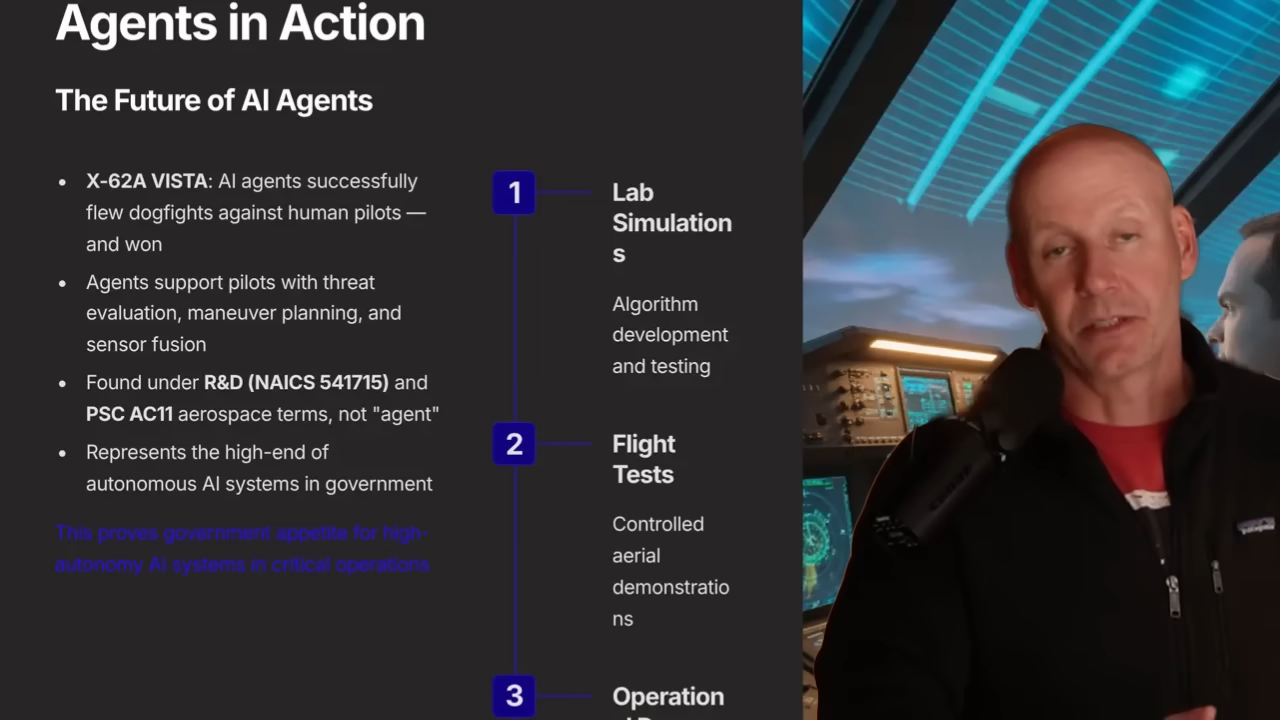 Agents in Action
The Future of AI Agents
• X-62A VISTA: AI agents successfully
flew dogfights against human pilots —
and won
• Agents support pilots with threat
evaluation, maneuver planning, and
sensor fusion
• Found under R&D (NAICS 541715) and
PSC AC11 aerospace terms, not "agent"
• Represents the high-end of
autonomous AI systems in government
This proves government appetite for high-
autonomy AI systems in critical operations
1
Lab
Simulation
s
Algorithm
development
and testing
2
Flight
Tests
Controlled
aerial
demonstratio
ns
3
Operation
patagonia